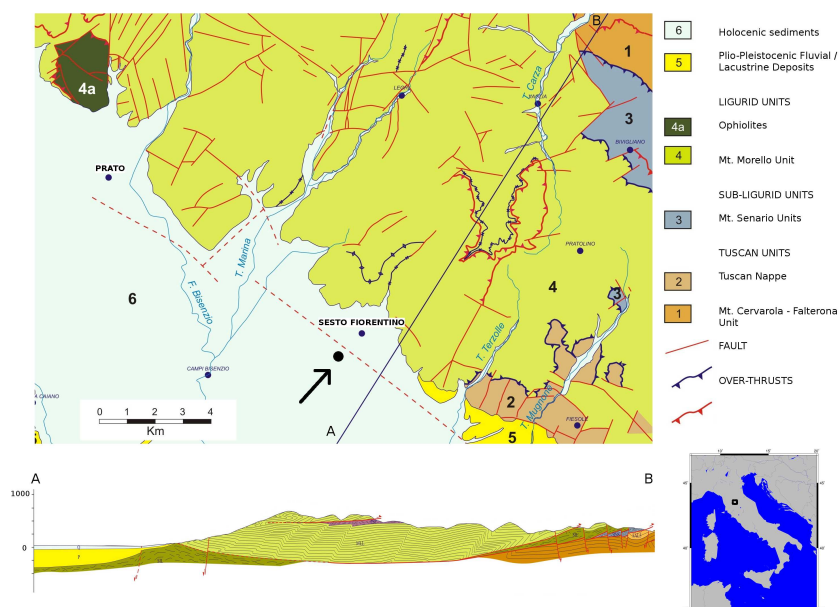 B
1
6
Holocenic sediments
5
Plio-Pleistocenic Fluvial /
Lacustrine Deposits
4a
T. Carza
3
LIGURID UNITS
4a
Ophiolites
BIVIGLIANO
4
Mt. Morello Unit
PRATO
SUB-LIGURID UNITS
3
Mt. Senario Units
T. Marina
PRATOLINO
TUSCAN UNITS
F. Bisenzio
6
4
2
Tuscan Nappe
3
1
Mt. Cervarola - Falterona
Unit
SESTO FIORENTINO
T. Terzolle
FAULT
CAMPI BISENZIO
OVER-THRUSTS
2
T. Mugnone
0 1 2 3 4
Km
A
5
FIESOLE
A
B
1000
0